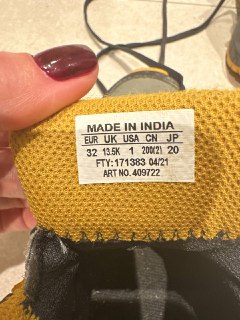 MADE IN INDIA
EUR UK USA CN JP
32 13.5K 1 200(2) 20
FTY: 171383 04/21
ART NO. 409722